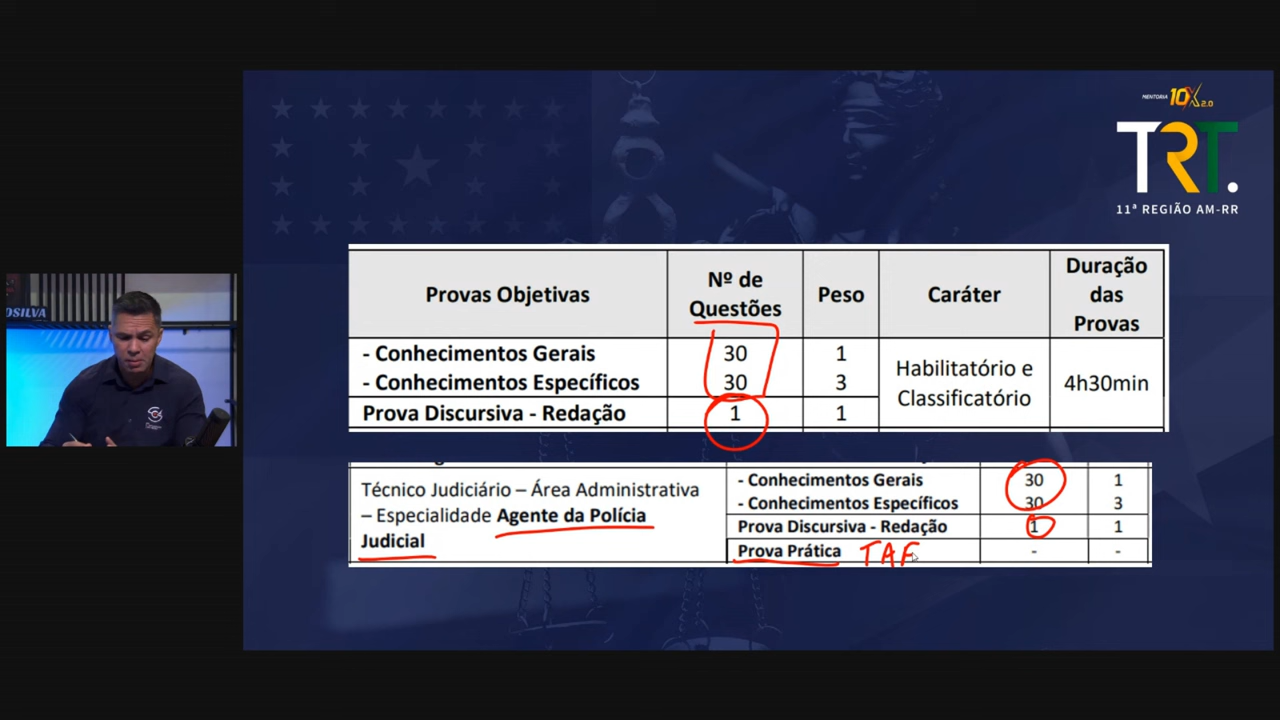 MENTORIA 10X 2.0
TRT.
11ª REGIÃO AM-RR
OSILVA
Provas Objetivas
Nº de
Questões
Peso
Caráter
Duração
das
Provas
- Conhecimentos Gerais 30 1
- Conhecimentos Específicos 30 3
Habilitatório e
Classificatório
4h30min
Prova Discursiva - Redação 1 1
Técnico Judiciário – Área Administrativa
– Especialidade Agente da Polícia
Judicial
- Conhecimentos Gerais 30 1
- Conhecimentos Específicos 30 3
Prova Discursiva - Redação 1 1
Prova Prática TAF - -